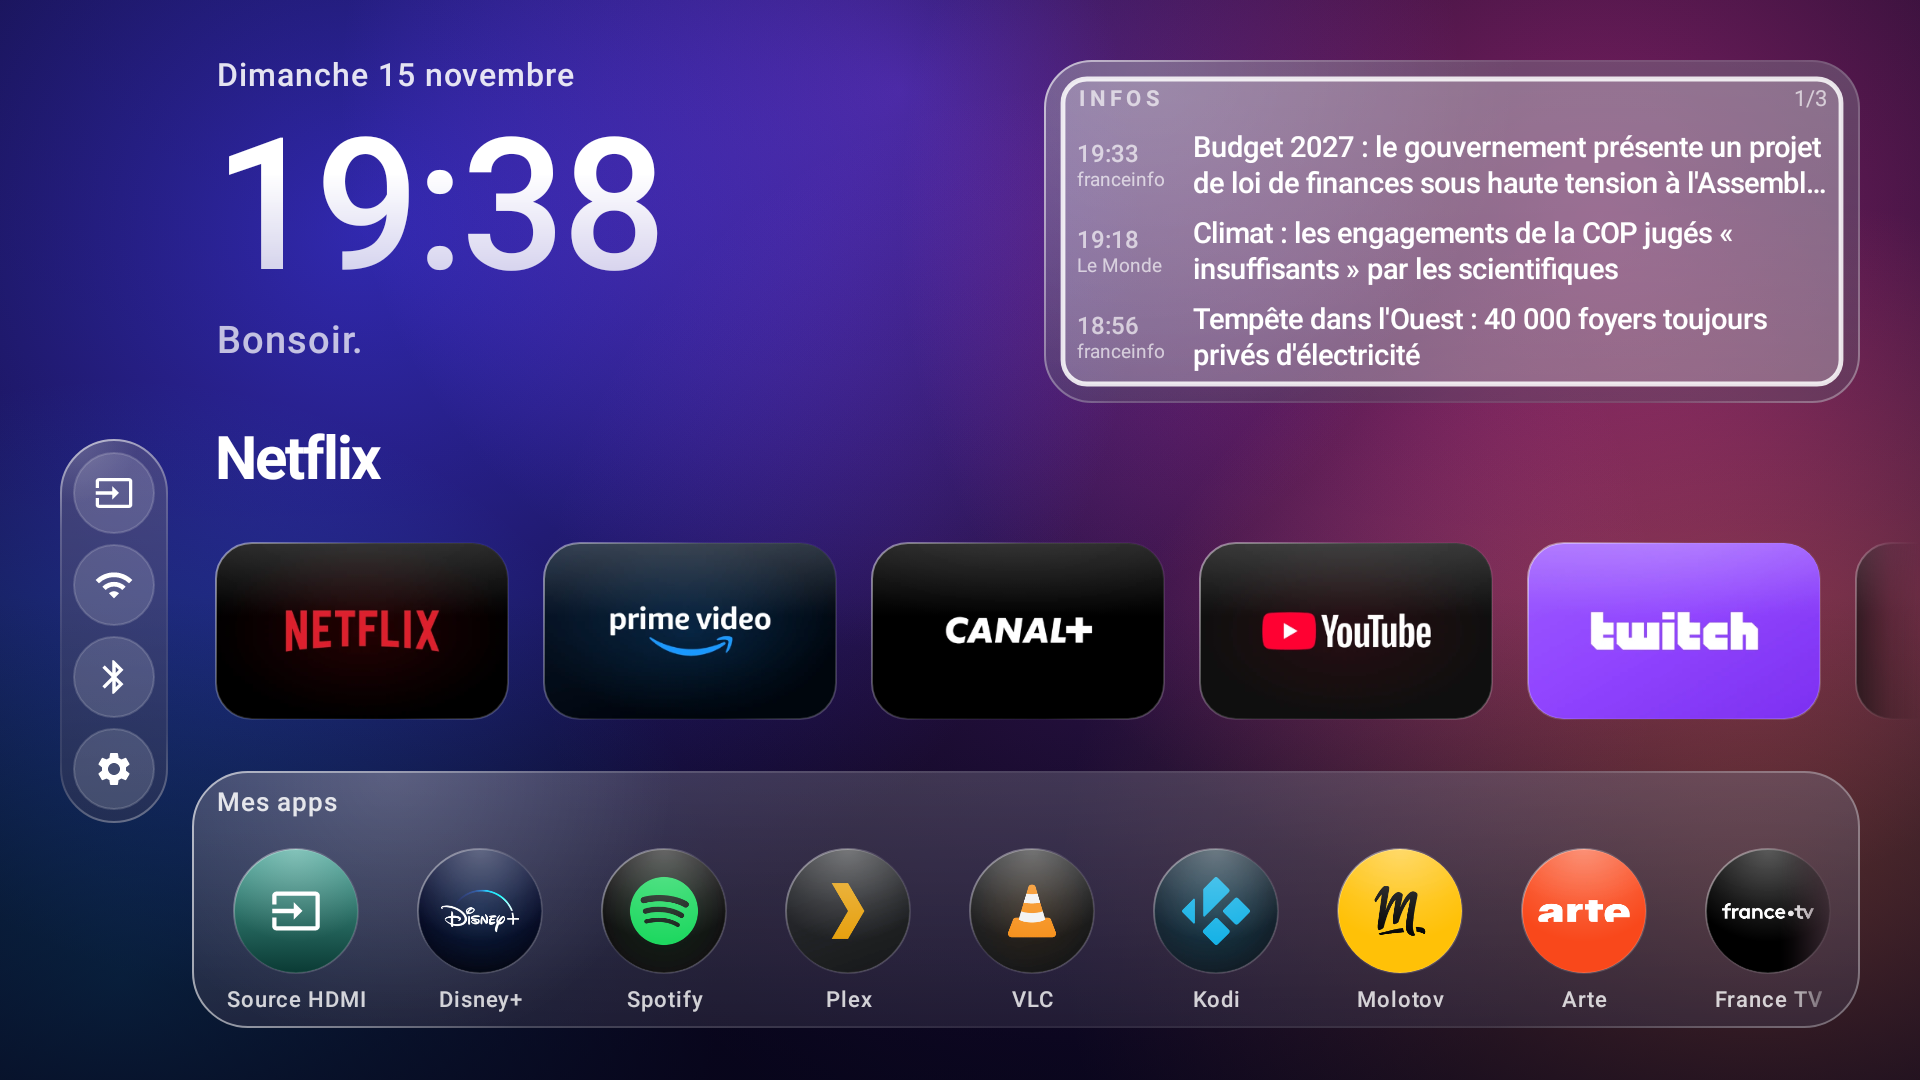 Dimanche 15 novembre
19:38
Bonsoir.
INFOS 1/3
19:33
franceinfo
Budget 2027 : le gouvernement présente un projet
de loi de finances sous haute tension à l'Assembl...
19:18
Le Monde
Climat : les engagements de la COP jugés «
insuffisants » par les scientifiques
18:56
franceinfo
Tempête dans l'Ouest : 40 000 foyers toujours
privés d'électricité
Netflix
NETFLIX
prime video
CANAL+
YouTube
twitch
Mes apps
Disney+
M.
arte
france•tv
Source HDMI
Disney+
Spotify
Plex
VLC
Kodi
Molotov
Arte
France TV